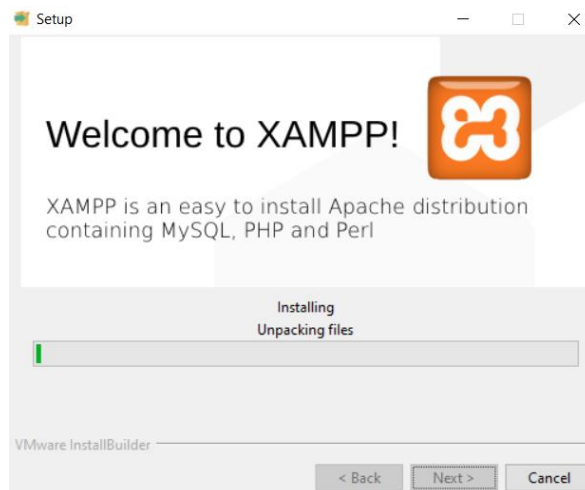 Setup
Welcome to XAMPP!
XAMPP is an easy to install Apache distribution
containing MySQL, PHP and Perl
Installing
Unpacking files
VMware InstallBuilder
< Back
Next >
Cancel